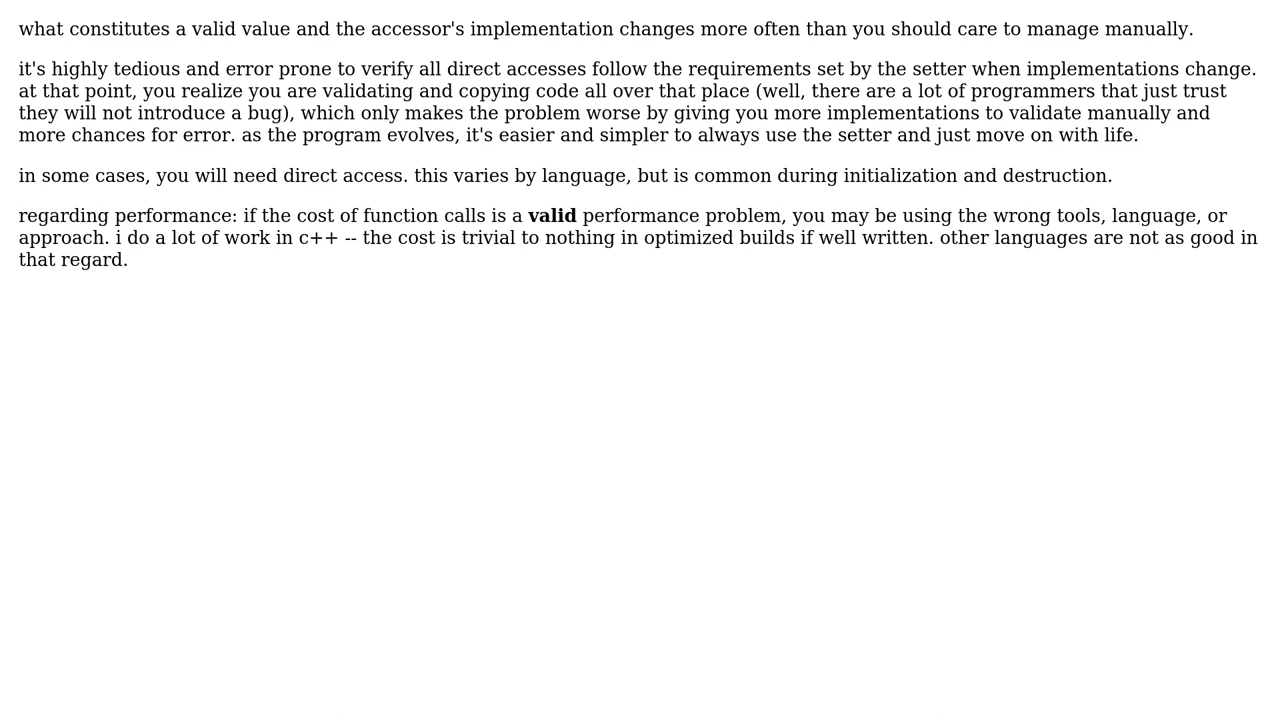 what constitutes a valid value and the accessor's implementation changes more often than you should care to manage manually.
it's highly tedious and error prone to verify all direct accesses follow the requirements set by the setter when implementations change.
at that point, you realize you are validating and copying code all over that place (well, there are a lot of programmers that just trust
they will not introduce a bug), which only makes the problem worse by giving you more implementations to validate manually and
more chances for error. as the program evolves, it's easier and simpler to always use the setter and just move on with life.
in some cases, you will need direct access. this varies by language, but is common during initialization and destruction.
regarding performance: if the cost of function calls is a valid performance problem, you may be using the wrong tools, language, or
approach. i do a lot of work in c++ -- the cost is trivial to nothing in optimized builds if well written. other languages are not as good in
that regard.